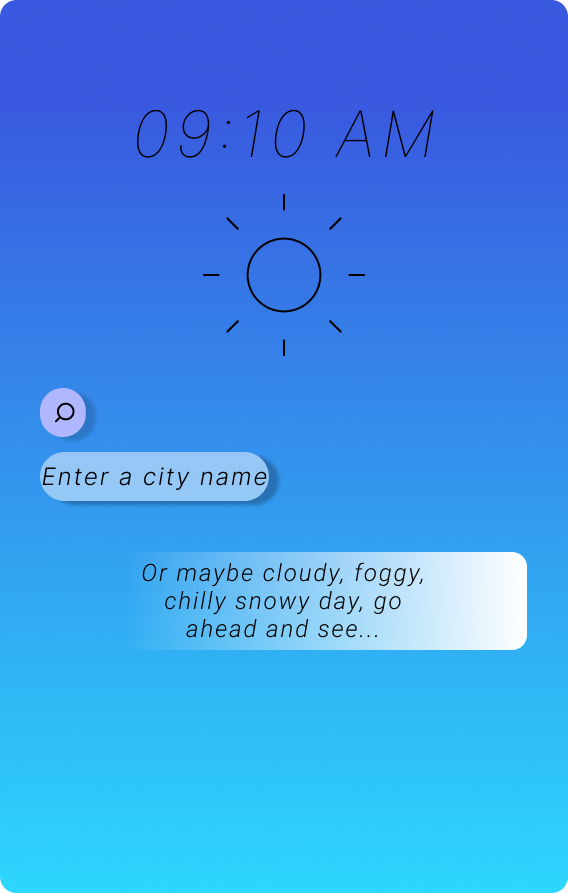 09:10 AM
Enter a city name
Or maybe cloudy, foggy,
chilly snowy day, go
ahead and see...